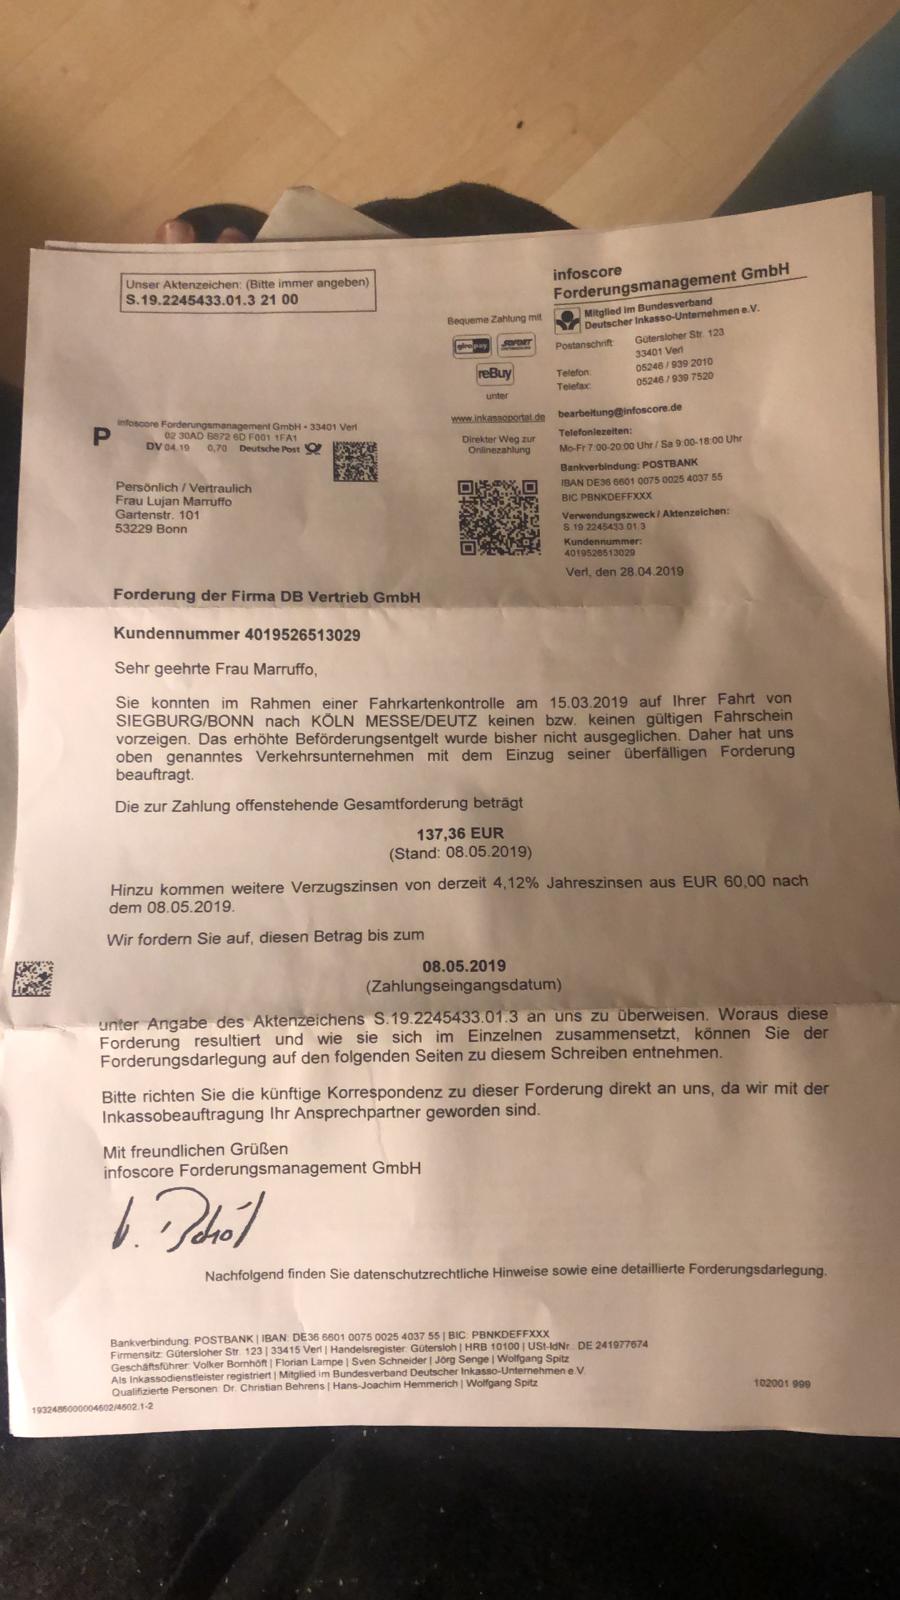 Unser Aktenzeichen: (Bitte immer angeben)
S.19.2245433.01.3 21 00
infoscore
Forderungsmanagement GmbH
Mitglied im Bundesverband
Deutscher Inkasso-Unternehmen e.V.
Postanschrift: Gütersloher Str. 123
33401 Verl
Telefon: 05246 / 939 2010
Telefax: 05246 / 939 7520
bearbeitung@infoscore.de
Telefonlezeiten:
Mo-Fr 7:00-20:00 Uhr / Sa 9:00-18:00 Uhr
Bankverbindung: POSTBANK
IBAN DE36 6601 0075 0025 4037 55
BIC PBNKDEFFXXX
Verwendungszweck / Aktenzeichen:
S.19.2245433.01.3
Kundennummer:
4019526513029
Verl, den 28.04.2019
Bequeme Zahlung mit
giropay SOFORT
reBuy
unter
www.inkassoportal.de
Direkter Weg zur
Onlinezahlung
infoscore Forderungsmanagement GmbH • 33401 Verl
P
02 30AD B872 6D F001 1FA1
DV 04.19 0,70 Deutsche Post
Persönlich / Vertraulich
Frau Lujan Marruffo
Gartenstr. 101
53229 Bonn
Forderung der Firma DB Vertrieb GmbH
Kundennummer 4019526513029
Sehr geehrte Frau Marruffo,
Sie konnten im Rahmen einer Fahrkartenkontrolle am 15.03.2019 auf Ihrer Fahrt von
SIEGBURG/BONN nach KÖLN MESSE/DEUTZ keinen bzw. keinen gültigen Fahrschein
vorzeigen. Das erhöhte Beförderungsentgelt wurde bisher nicht ausgeglichen. Daher hat uns
oben genanntes Verkehrsunternehmen mit dem Einzug seiner überfälligen Forderung
beauftragt.
Die zur Zahlung offenstehende Gesamtforderung beträgt
137,36 EUR
(Stand: 08.05.2019)
Hinzu kommen weitere Verzugszinsen von derzeit 4,12% Jahreszinsen aus EUR 60,00 nach
dem 08.05.2019.
Wir fordern Sie auf, diesen Betrag bis zum
08.05.2019
(Zahlungseingangsdatum)
unter Angabe des Aktenzeichens S.19.2245433.01.3 an uns zu überweisen. Woraus diese
Forderung resultiert und wie sie sich im Einzelnen zusammensetzt, können Sie der
Forderungsdarlegung auf den folgenden Seiten zu diesem Schreiben entnehmen.
Bitte richten Sie die künftige Korrespondenz zu dieser Forderung direkt an uns, da wir mit der
Inkassobeauftragung Ihr Ansprechpartner geworden sind.
Mit freundlichen Grüßen
infoscore Forderungsmanagement GmbH
Nachfolgend finden Sie datenschutzrechtliche Hinweise sowie eine detaillierte Forderungsdarlegung.
Bankverbindung: POSTBANK | IBAN: DE36 6601 0075 0025 4037 55 | BIC: PBNKDEFFXXX
Firmensitz: Gütersloher Str. 123 | 33415 Verl | Handelsregister: Gütersloh | HRB 10100 | USt-IdNr.: DE 241977674
Geschäftsführer: Volker Bornhöft | Florian Lampe | Sven Schneider | Jörg Senge | Wolfgang Spitz
Als Inkassodienstleister registriert | Mitglied im Bundesverband Deutscher Inkasso-Unternehmen e.V.
Qualifizierte Personen: Dr. Christian Behrens | Hans-Joachim Hemmerich | Wolfgang Spitz
102001 999
1932486000004602/4602.1-2